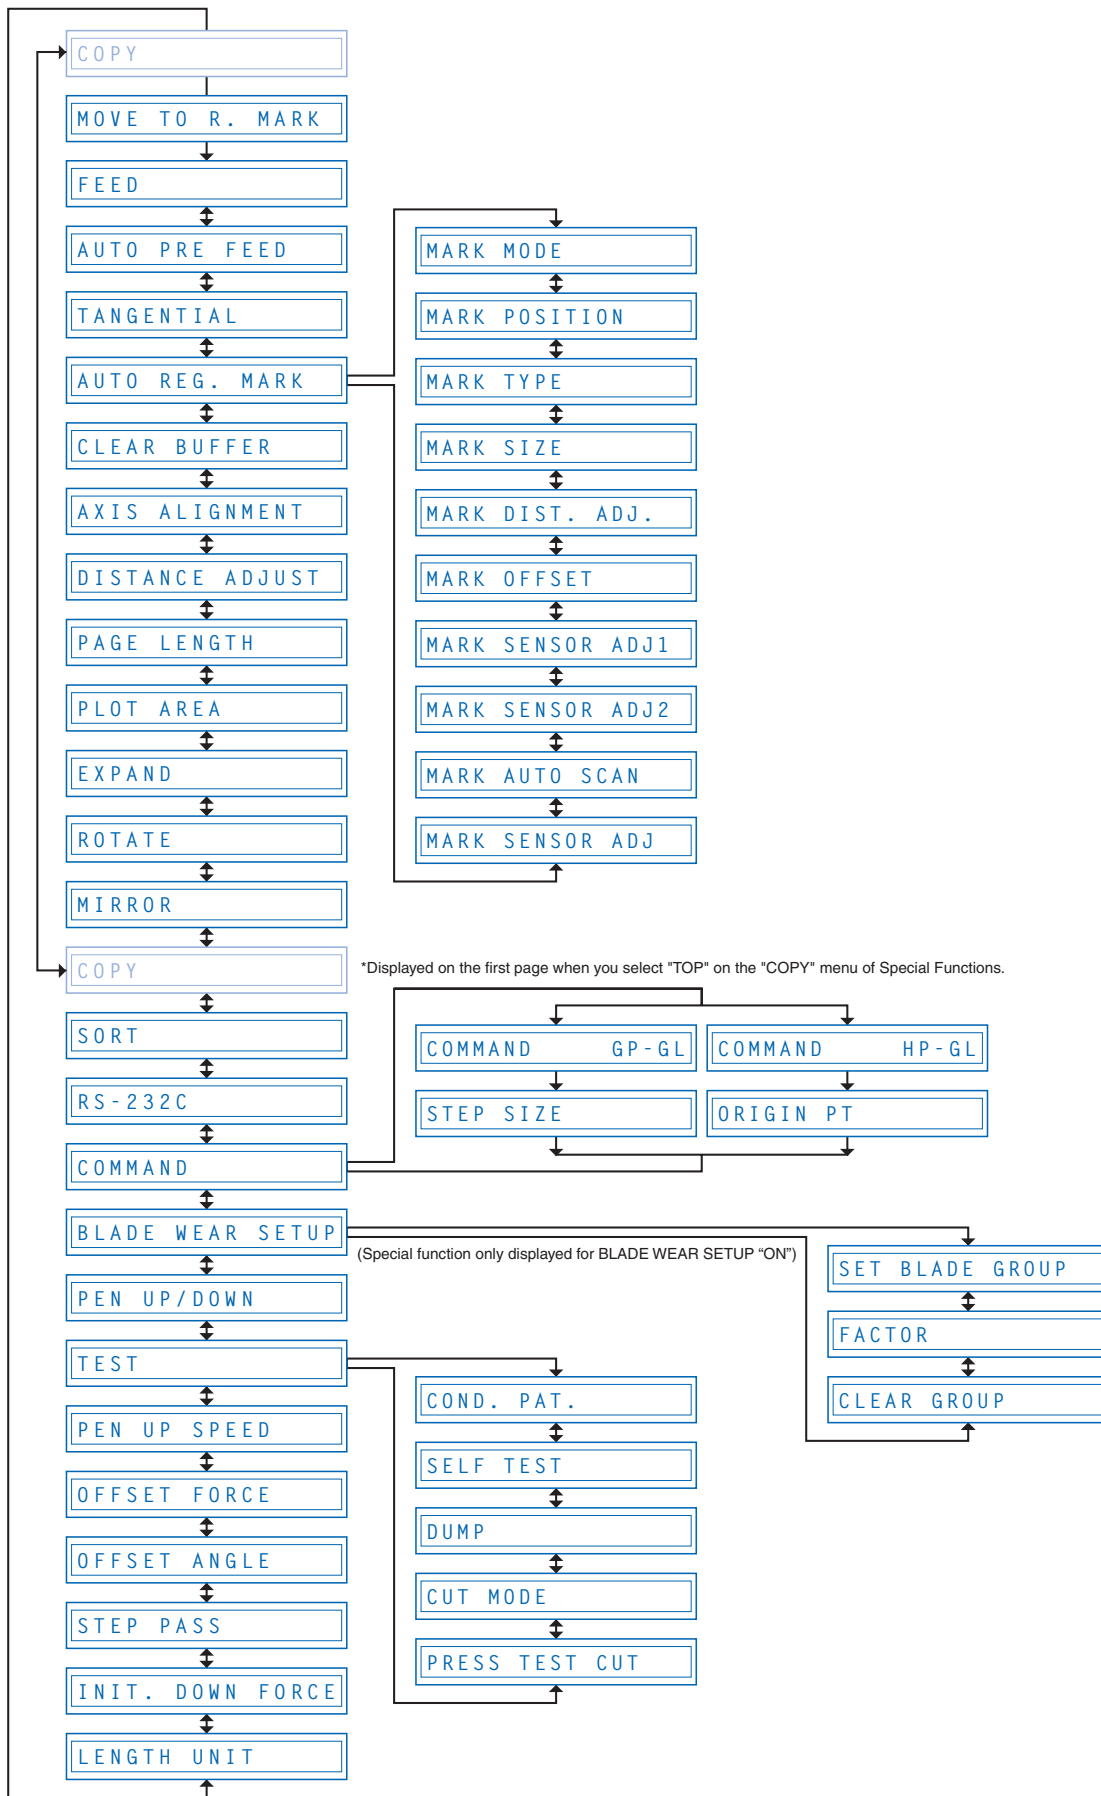 COPY
MOVE TO R. MARK
FEED
AUTO PRE FEED
TANGENTIAL
AUTO REG. MARK
CLEAR BUFFER
AXIS ALIGNMENT
DISTANCE ADJUST
PAGE LENGTH
PLOT AREA
EXPAND
ROTATE
MIRROR
COPY
SORT
RS-232C
COMMAND
BLADE WEAR SETUP
PEN UP/DOWN
TEST
PEN UP SPEED
OFFSET FORCE
OFFSET ANGLE
STEP PASS
INIT. DOWN FORCE
LENGTH UNIT
MARK MODE
MARK POSITION
MARK TYPE
MARK SIZE
MARK DIST. ADJ.
MARK OFFSET
MARK SENSOR ADJ1
MARK SENSOR ADJ2
MARK AUTO SCAN
MARK SENSOR ADJ
*Displayed on the first page when you select "TOP" on the "COPY" menu of Special Functions.
COMMAND GP-GL
STEP SIZE
COMMAND HP-GL
ORIGIN PT
(Special function only displayed for BLADE WEAR SETUP “ON”)
SET BLADE GROUP
FACTOR
CLEAR GROUP
COND. PAT.
SELF TEST
DUMP
CUT MODE
PRESS TEST CUT